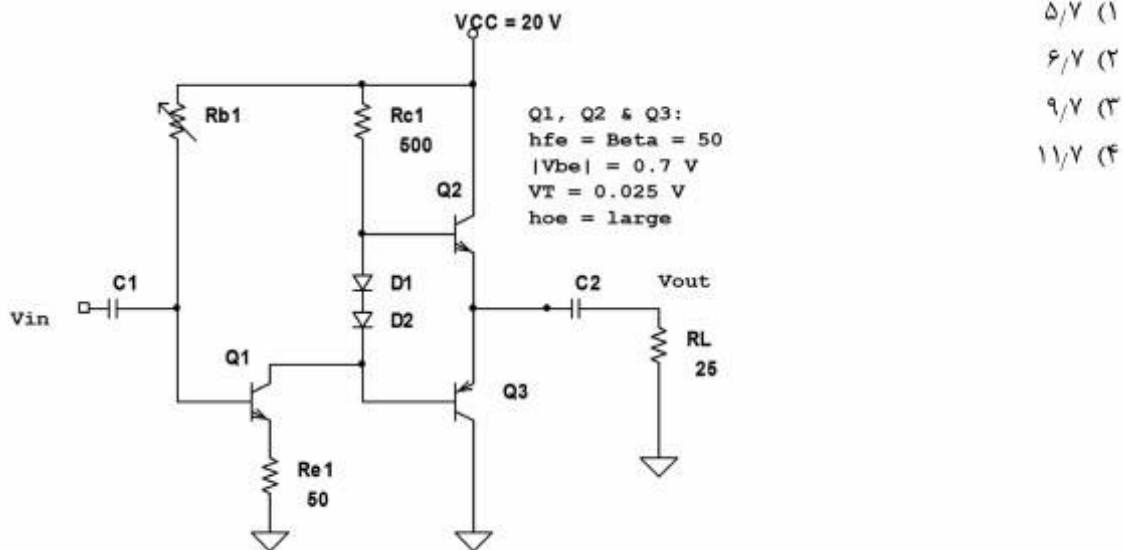 VCC = 20 V
Rb1
Rc1
500
Q1, Q2 & Q3:
hfe = Beta = 50
|Vbe| = 0.7 V
VT = 0.025 V
hoe = large
Q2
C1
Vin
D1
D2
C2
Vout
RL
25
Q1
Q3
Re1
50
۱) ۵٫۷
۲) ۶٫۷
۳) ۹٫۷
۴) ۱۱٫۷